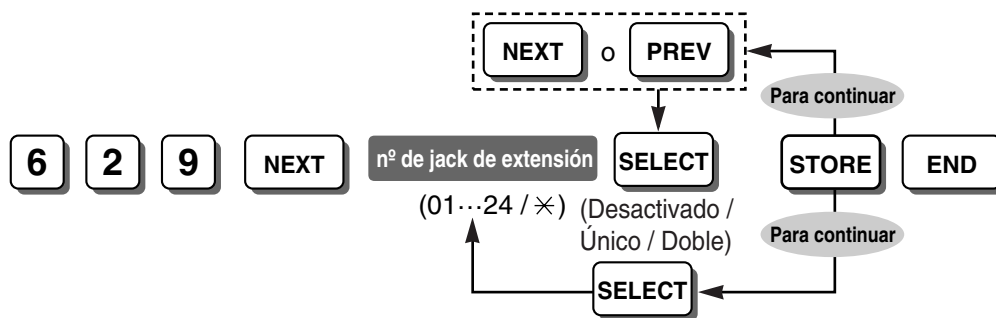 NEXT o PREV
Para continuar
6 2 9 NEXT nº de jack de extensión SELECT STORE END
(01···24 / ✳) (Desactivado /
Único / Doble)
Para continuar
SELECT